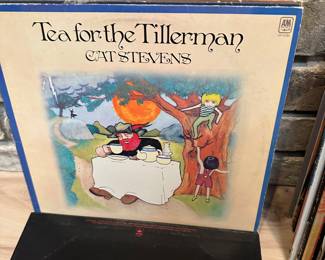 Tea for the Tillerman
CAT STEVENS
A&M